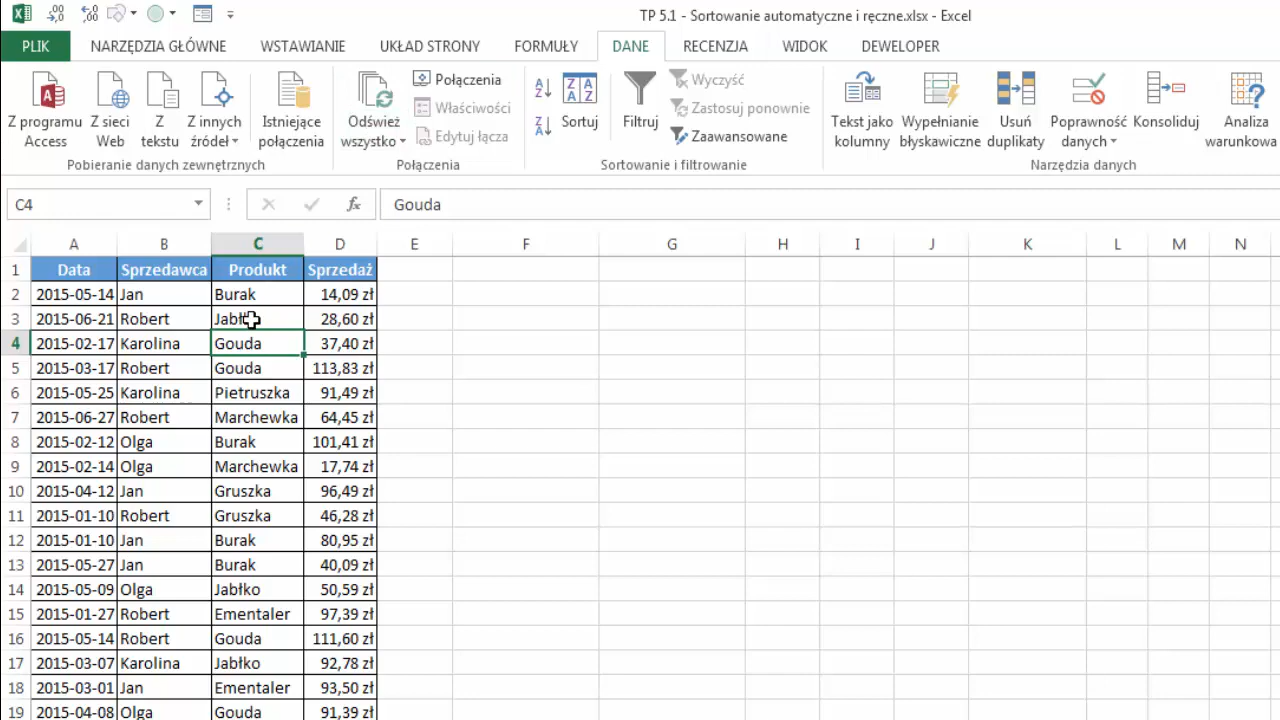 TP 5.1 - Sortowanie automatyczne i ręczne.xlsx - Excel
PLIK NARZĘDZIA GŁÓWNE WSTAWIANIE UKŁAD STRONY FORMUŁY DANE RECENZJA WIDOK DEWELOPER
Z programu Access
Z sieci Web
Z tekstu
Z innych źródeł
Istniejące połączenia
Pobieranie danych zewnętrznych
Odśwież wszystko
Połączenia
Właściwości
Edytuj łącza
Połączenia
Sortuj
Filtruj
Wyczyść
Zastosuj ponownie
Zaawansowane
Sortowanie i filtrowanie
Tekst jako kolumny
Wypełnianie błyskawiczne
Usuń duplikaty
Poprawność danych
Konsoliduj
Analiza warunkowa
Narzędzia danych
C4 fx Gouda
A B C D E F G H I J K L M N
1 Data Sprzedawca Produkt Sprzedaż
2 2015-05-14 Jan Burak 14,09 zł
3 2015-06-21 Robert 28,60 zł
4 2015-02-17 Karolina Gouda 37,40 zł
5 2015-03-17 Robert Gouda 113,83 zł
6 2015-05-25 Karolina Pietruszka 91,49 zł
7 2015-06-27 Robert Marchewka 64,45 zł
8 2015-02-12 Olga Burak 101,41 zł
9 2015-02-14 Olga Marchewka 17,74 zł
10 2015-04-12 Jan Gruszka 96,49 zł
11 2015-01-10 Robert Gruszka 46,28 zł
12 2015-01-10 Jan Burak 80,95 zł
13 2015-05-27 Jan Burak 40,09 zł
14 2015-05-09 Olga Jabłko 50,59 zł
15 2015-01-27 Robert Ementaler 97,39 zł
16 2015-05-14 Robert Gouda 111,60 zł
17 2015-03-07 Karolina Jabłko 92,78 zł
18 2015-03-01 Jan Ementaler 93,50 zł
19 2015-04-08 Olga Gouda 91,39 zł